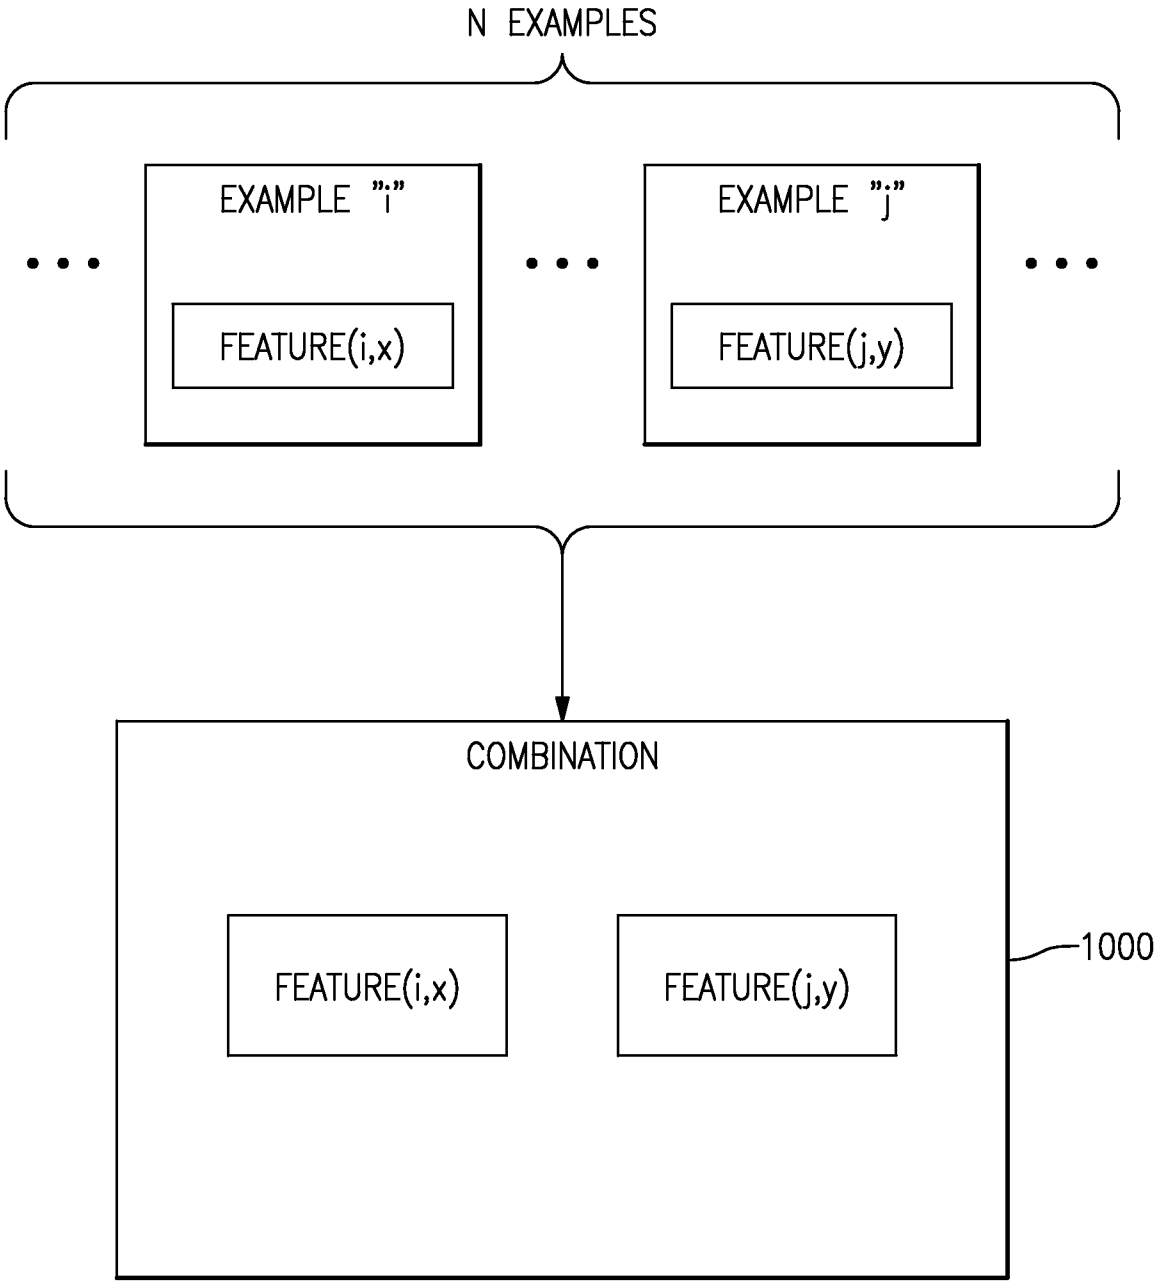 N EXAMPLES
EXAMPLE "i"
EXAMPLE "j"
• • •
• • •
• • •
FEATURE(i,x)
FEATURE(j,y)
COMBINATION
1000
FEATURE(i,x)
FEATURE(j,y)